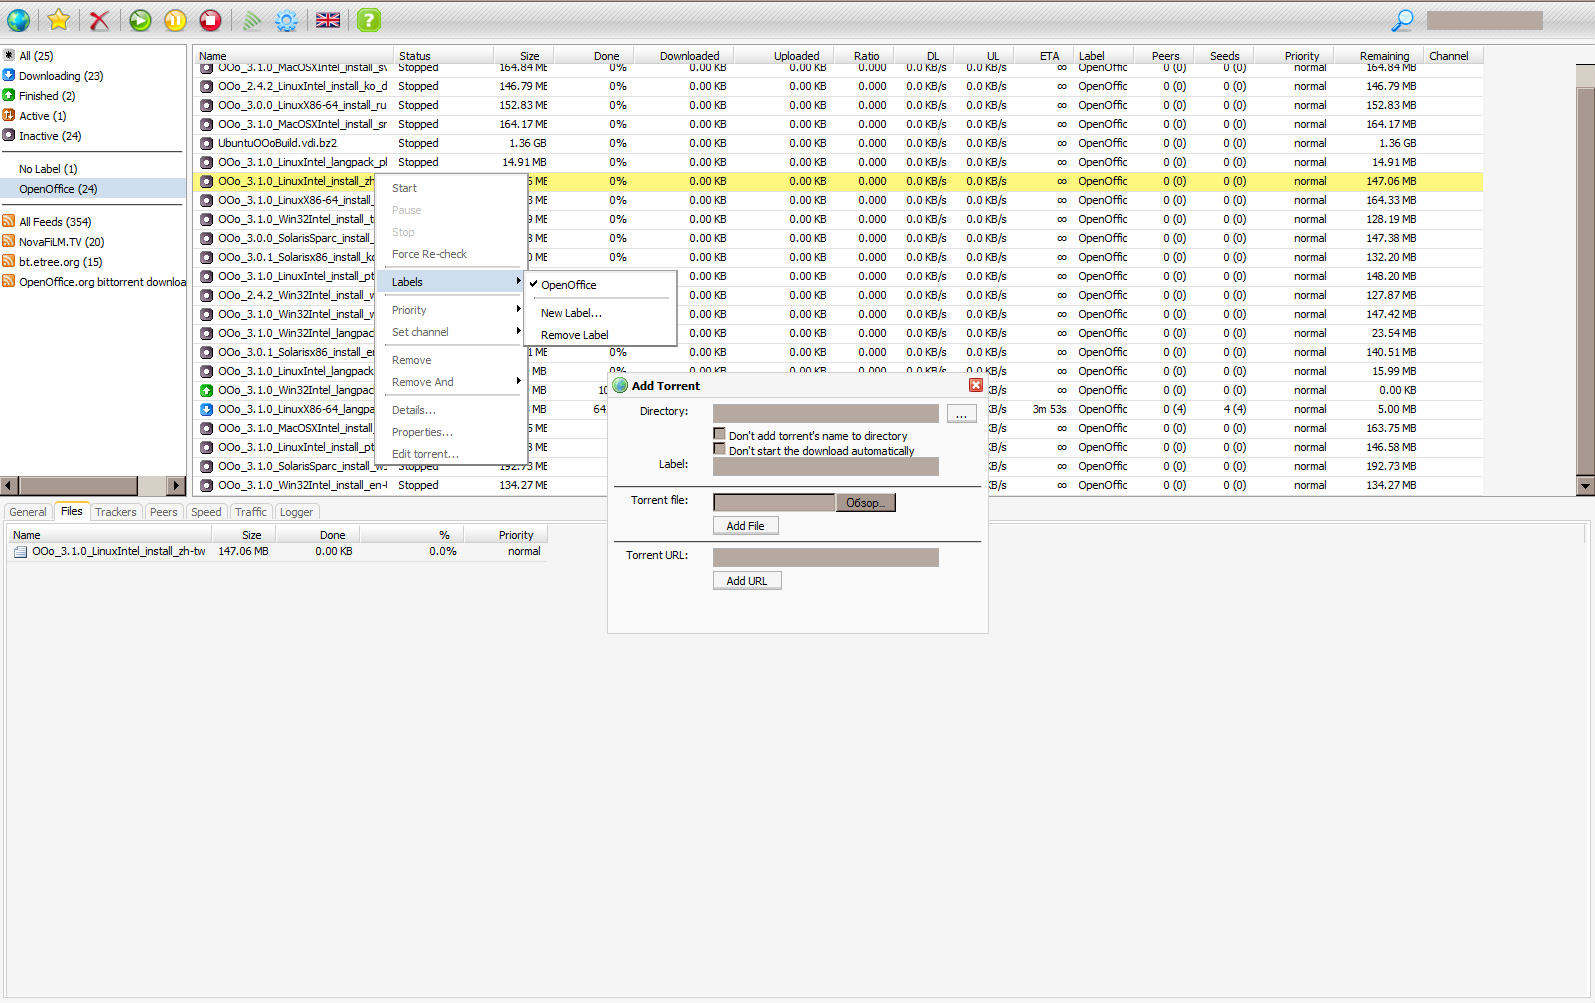 All (25)
Downloading (23)
Finished (2)
Active (1)
Inactive (24)
No Label (1)
OpenOffice (24)
All Feeds (354)
NovaFiLM.TV (20)
bt.etree.org (15)
OpenOffice.org bittorrent downloa
Name Status Size Done Downloaded Uploaded Ratio DL UL ETA Label Peers Seeds Priority Remaining Channel
OOo_3.1.0_MacOSXIntel_install_sv Stopped 164.84 MB 0% 0.00 KB 0.00 KB 0.000 0.0 KB/s 0.0 KB/s ∞ OpenOffic 0 (0) 0 (0) normal 164.84 MB
OOo_2.4.2_LinuxIntel_install_ko_d Stopped 146.79 MB 0% 0.00 KB 0.00 KB 0.000 0.0 KB/s 0.0 KB/s ∞ OpenOffic 0 (0) 0 (0) normal 146.79 MB
OOo_3.0.0_LinuxX86-64_install_ru Stopped 152.83 MB 0% 0.00 KB 0.00 KB 0.000 0.0 KB/s 0.0 KB/s ∞ OpenOffic 0 (0) 0 (0) normal 152.83 MB
OOo_3.1.0_MacOSXIntel_install_sr Stopped 164.17 MB 0% 0.00 KB 0.00 KB 0.000 0.0 KB/s 0.0 KB/s ∞ OpenOffic 0 (0) 0 (0) normal 164.17 MB
UbuntuOOoBuild.vdi.bz2 Stopped 1.36 GB 0% 0.00 KB 0.00 KB 0.000 0.0 KB/s 0.0 KB/s ∞ OpenOffic 0 (0) 0 (0) normal 1.36 GB
OOo_3.1.0_LinuxIntel_langpack_pl Stopped 14.91 MB 0% 0.00 KB 0.00 KB 0.000 0.0 KB/s 0.0 KB/s ∞ OpenOffic 0 (0) 0 (0) normal 14.91 MB
OOo_3.1.0_LinuxIntel_install_zh 6 MB 0% 0.00 KB 0.00 KB 0.000 0.0 KB/s 0.0 KB/s ∞ OpenOffic 0 (0) 0 (0) normal 147.06 MB
OOo_3.1.0_LinuxX86-64_install_ 3 MB 0% 0.00 KB 0.00 KB 0.000 0.0 KB/s 0.0 KB/s ∞ OpenOffic 0 (0) 0 (0) normal 164.33 MB
OOo_3.1.0_Win32Intel_install_t 9 MB 0% 0.00 KB 0.00 KB 0.000 0.0 KB/s 0.0 KB/s ∞ OpenOffic 0 (0) 0 (0) normal 128.19 MB
OOo_3.0.0_SolarisSparc_install_ 8 MB 0% 0.00 KB 0.00 KB 0.000 0.0 KB/s 0.0 KB/s ∞ OpenOffic 0 (0) 0 (0) normal 147.38 MB
OOo_3.0.1_Solarisx86_install_kc 0 MB 0% 0.00 KB 0.00 KB 0.000 0.0 KB/s 0.0 KB/s ∞ OpenOffic 0 (0) 0 (0) normal 132.20 MB
OOo_3.1.0_LinuxIntel_install_pt 0.00 KB 0.00 KB 0.000 0.0 KB/s 0.0 KB/s ∞ OpenOffic 0 (0) 0 (0) normal 148.20 MB
OOo_2.4.2_Win32Intel_install_w 0.00 KB 0.00 KB 0.000 0.0 KB/s 0.0 KB/s ∞ OpenOffic 0 (0) 0 (0) normal 127.87 MB
OOo_3.1.0_Win32Intel_install_w 0.00 KB 0.00 KB 0.000 0.0 KB/s 0.0 KB/s ∞ OpenOffic 0 (0) 0 (0) normal 147.42 MB
OOo_3.1.0_Win32Intel_langpac 0.00 KB 0.00 KB 0.000 0.0 KB/s 0.0 KB/s ∞ OpenOffic 0 (0) 0 (0) normal 23.54 MB
OOo_3.0.1_Solarisx86_install_er 1 MB 0% 0.00 KB 0.00 KB 0.000 0.0 KB/s 0.0 KB/s ∞ OpenOffic 0 (0) 0 (0) normal 140.51 MB
OOo_3.1.0_LinuxIntel_langpack_ 9 MB 0% 0.00 KB 0.00 KB 0.000 0.0 KB/s 0.0 KB/s ∞ OpenOffic 0 (0) 0 (0) normal 15.99 MB
OOo_3.1.0_Win32Intel_langpac MB 10 KB/s ∞ OpenOffic 0 (0) 0 (0) normal 0.00 KB
OOo_3.1.0_LinuxX86-64_langpa MB 64. KB/s 3m 53s OpenOffic 0 (4) 4 (4) normal 5.00 MB
OOo_3.1.0_MacOSXIntel_install_ 5 MB KB/s ∞ OpenOffic 0 (0) 0 (0) normal 163.75 MB
OOo_3.1.0_LinuxIntel_install_pt 8 MB KB/s ∞ OpenOffic 0 (0) 0 (0) normal 146.58 MB
OOo_3.1.0_SolarisSparc_install_w. Stopped 192.73 MB KB/s ∞ OpenOffic 0 (0) 0 (0) normal 192.73 MB
OOo_3.1.0_Win32Intel_install_en-l Stopped 134.27 MB KB/s ∞ OpenOffic 0 (0) 0 (0) normal 134.27 MB
Start
Pause
Stop
Force Re-check
Labels
Priority
Set channel
Remove
Remove And
Details...
Properties...
Edit torrent...
OpenOffice
New Label...
Remove Label
Add Torrent
Directory: ...
Don't add torrent's name to directory
Don't start the download automatically
Label:
Torrent file: Обзор...
Add File
Torrent URL:
Add URL
General Files Trackers Peers Speed Traffic Logger
Name Size Done % Priority
OOo_3.1.0_LinuxIntel_install_zh-tw 147.06 MB 0.00 KB 0.0% normal